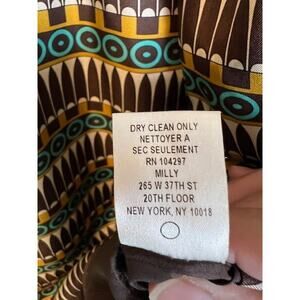 DRY CLEAN ONLY
NETTOYER A
SEC SEULEMENT
RN 104297
MILLY
265 W 37TH ST
20TH FLOOR
NEW YORK, NY 10018